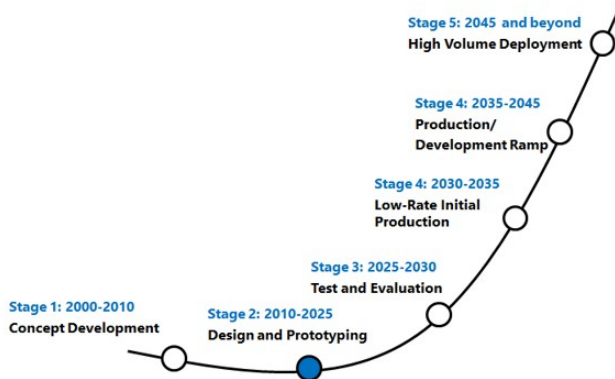 Stage 5: 2045 and beyond
High Volume Deployment
Stage 4: 2035-2045
Production/
Development Ramp
Stage 4: 2030-2035
Low-Rate Initial
Production
Stage 3: 2025-2030
Test and Evaluation
Stage 1: 2000-2010
Concept Development
Stage 2: 2010-2025
Design and Prototyping